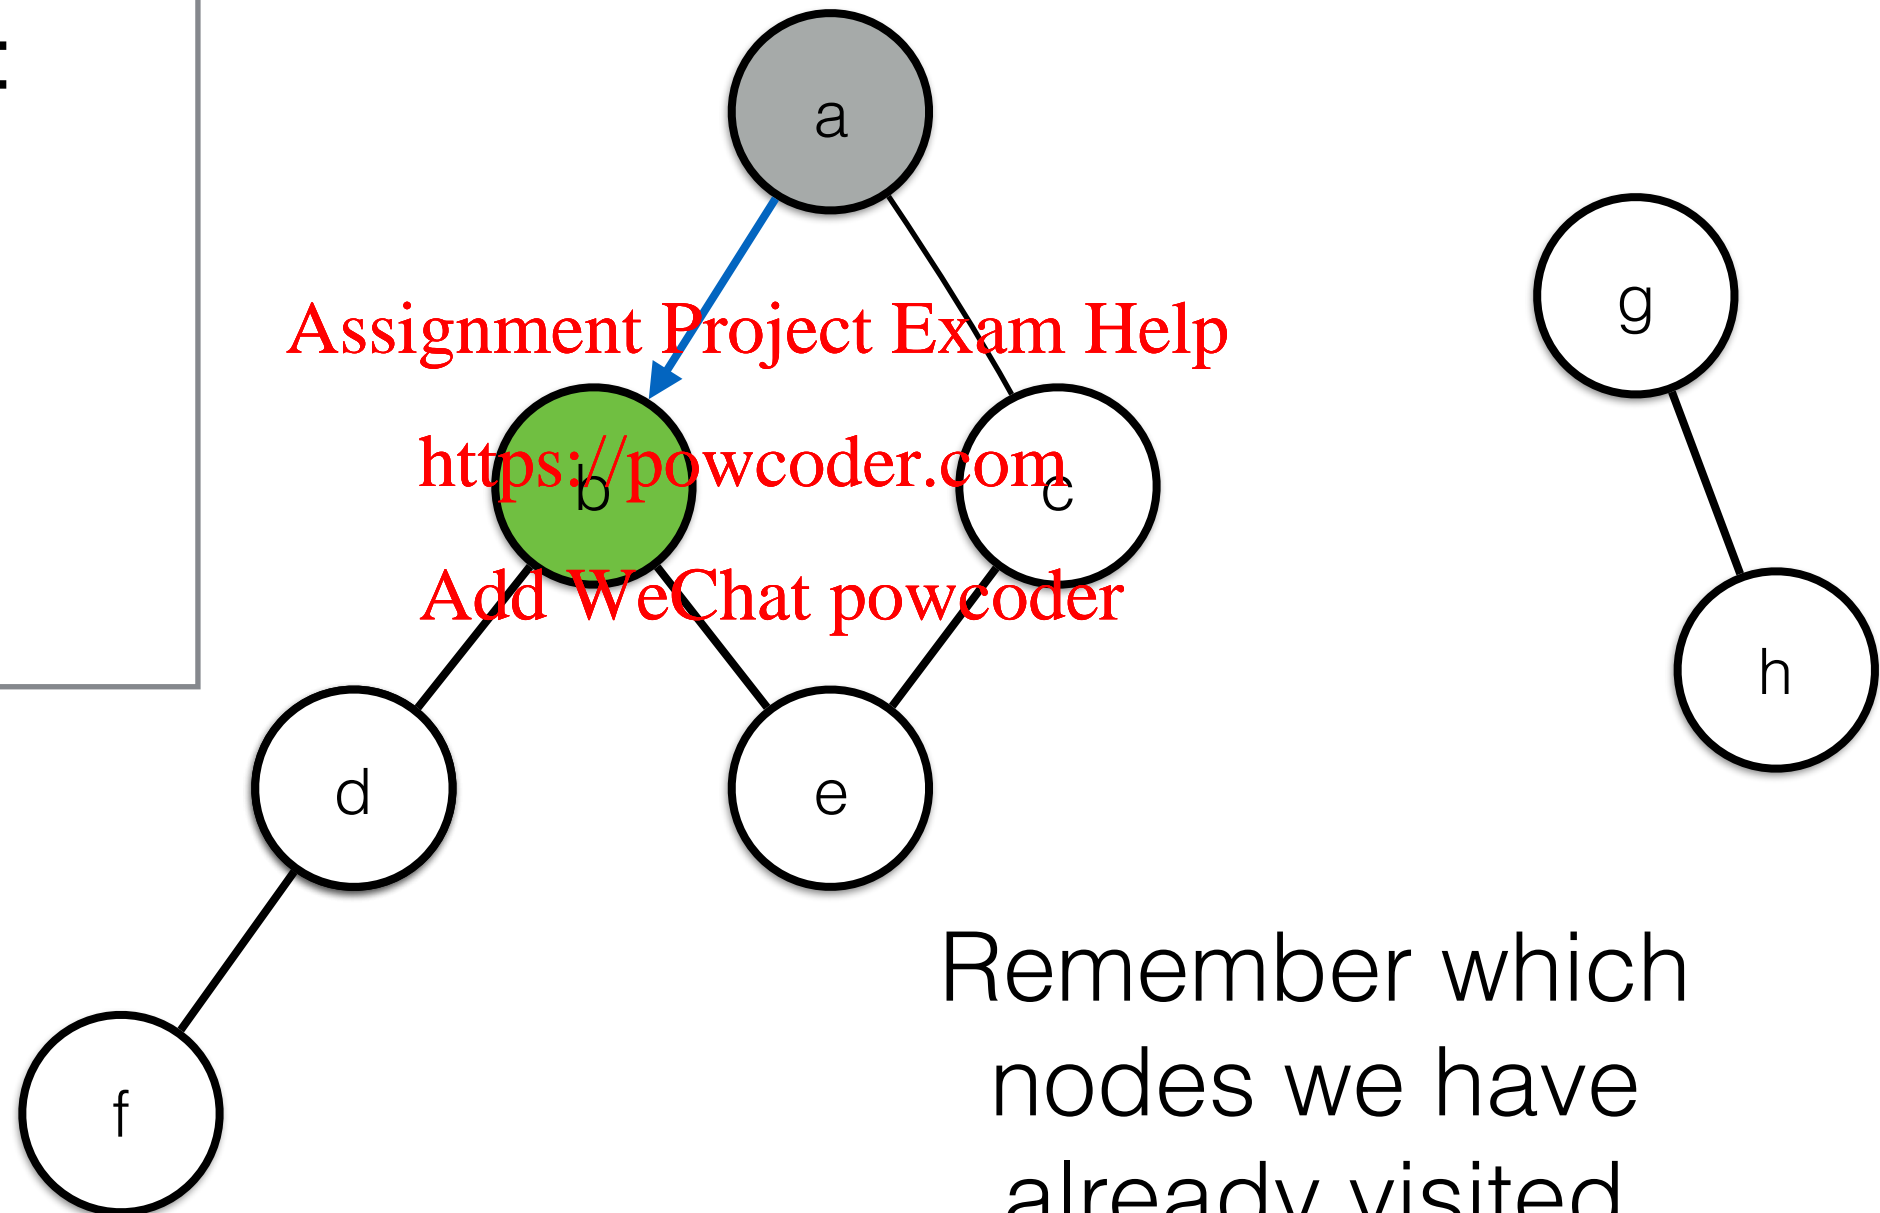 :
a
g
Assignment Project Exam Help
https://powcoder.com
b
c
Add WeChat powcoder
h
d
e
Remember which
nodes we have
f
already visited